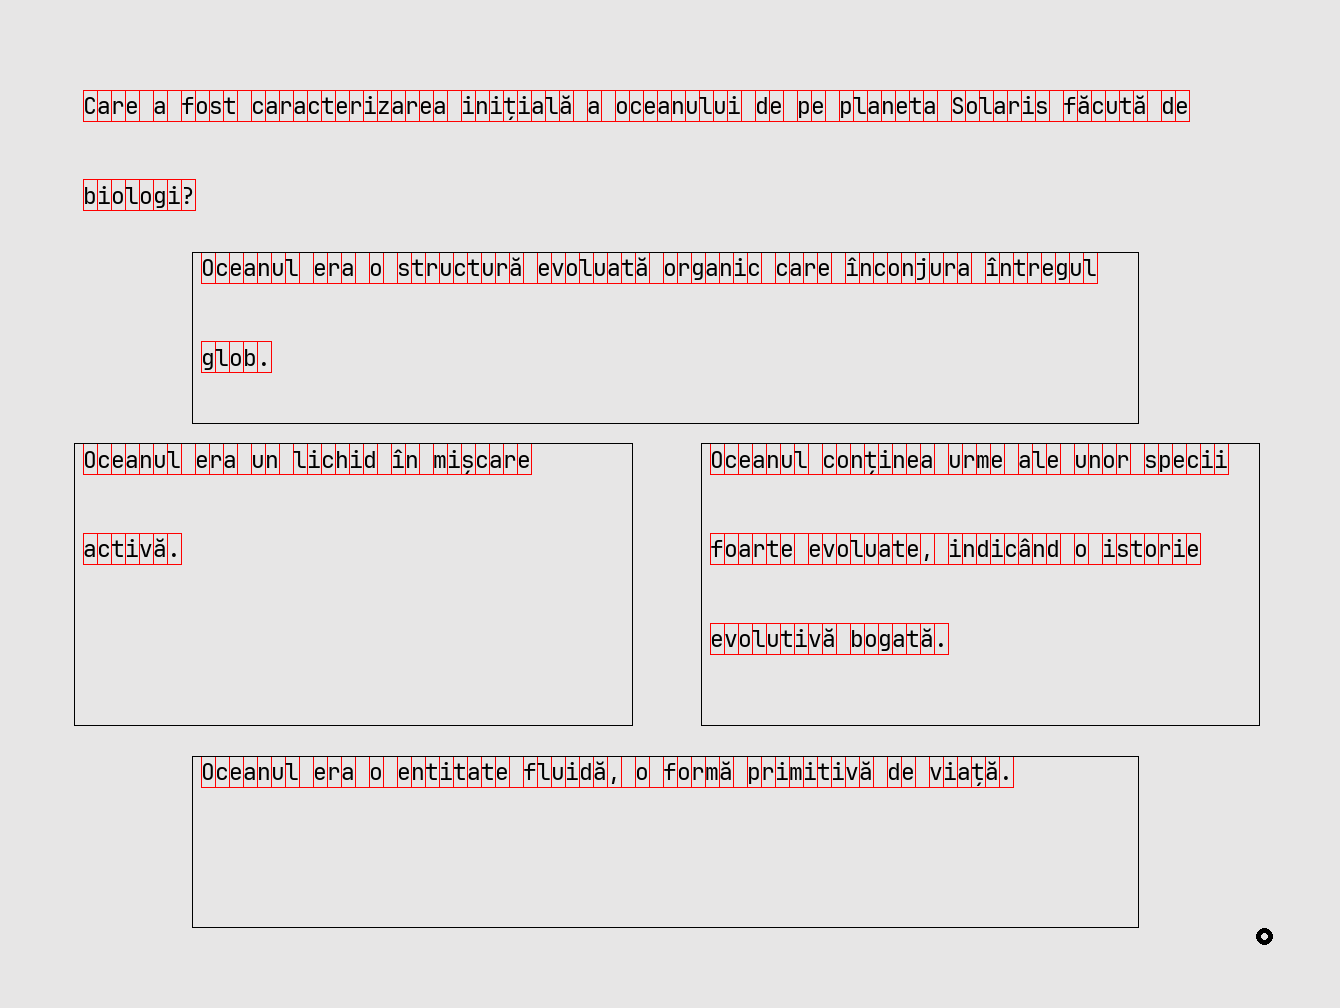 Care a fost caracterizarea inițială a oceanului de pe planeta Solaris făcută de
biologi?
Oceanul era o structură evoluată organic care înconjura întregul
glob.
Oceanul era un lichid în mișcare
activă.
Oceanul conținea urme ale unor specii
foarte evoluate, indicând o istorie
evolutivă bogată.
Oceanul era o entitate fluidă, o formă primitivă de viață.